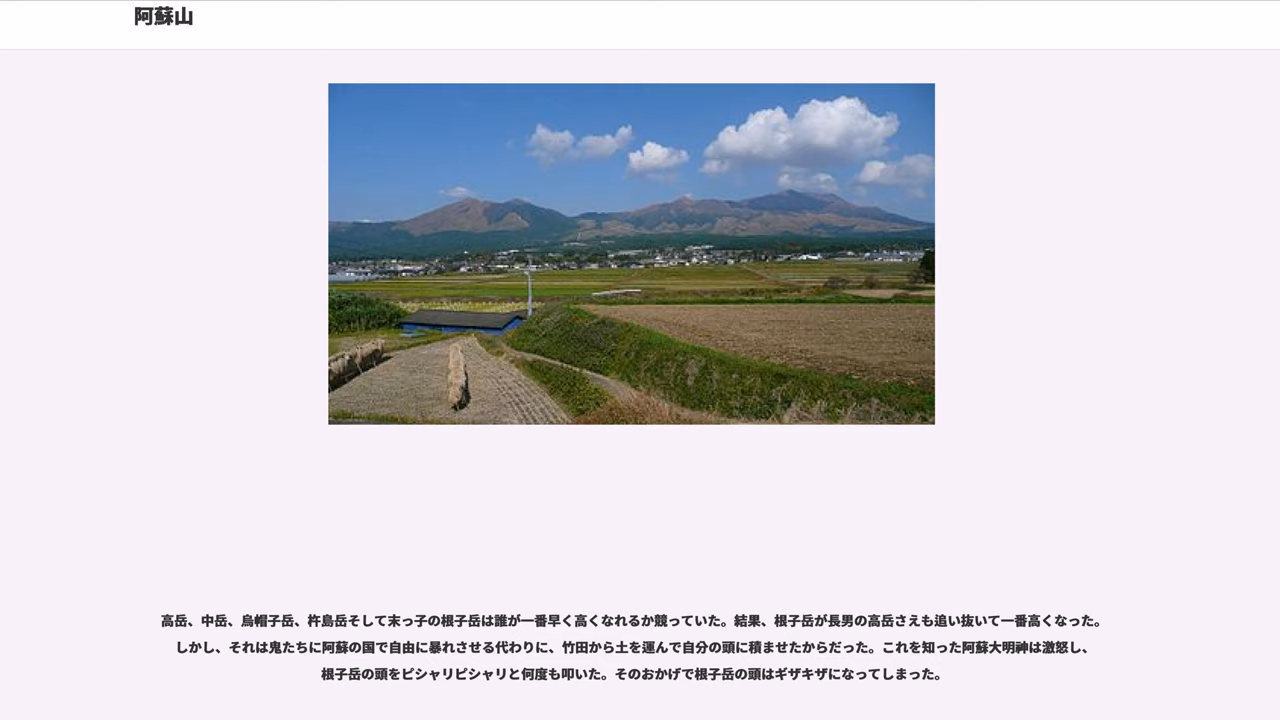 阿蘇山
高岳、中岳、烏帽子岳、杵島岳そして末っ子の根子岳は誰が一番早く高くなれるか競っていた。結果、根子岳が長男の高岳さえも追い抜いて一番高くなった。
しかし、それは鬼たちに阿蘇の国で自由に暴れさせる代わりに、竹田から土を運んで自分の頭に積ませたからだった。これを知った阿蘇大明神は激怒し、
根子岳の頭をピシャリピシャリと何度も叩いた。そのおかげで根子岳の頭はギザギザになってしまった。